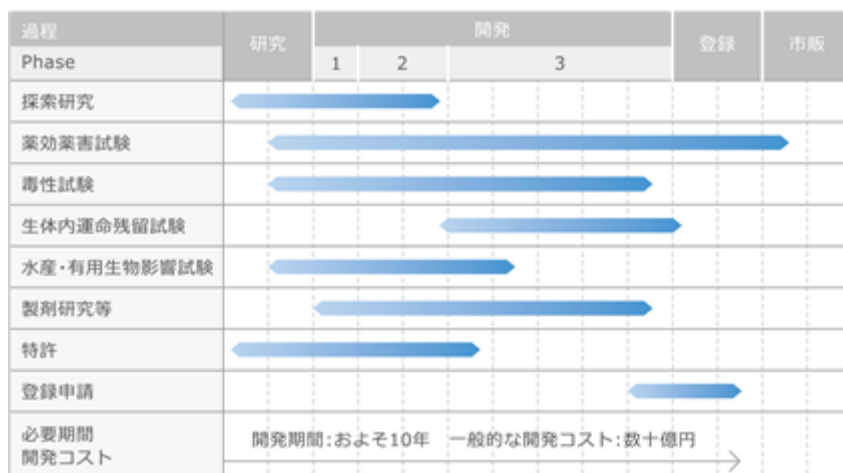 過程 研究 開発 登録 市販
Phase 1 2 3
探索研究
薬効薬害試験
毒性試験
生体内運命残留試験
水産・有用生物影響試験
製剤研究等
特許
登録申請
必要期間
開発コスト
開発期間:およそ10年 一般的な開発コスト:数十億円